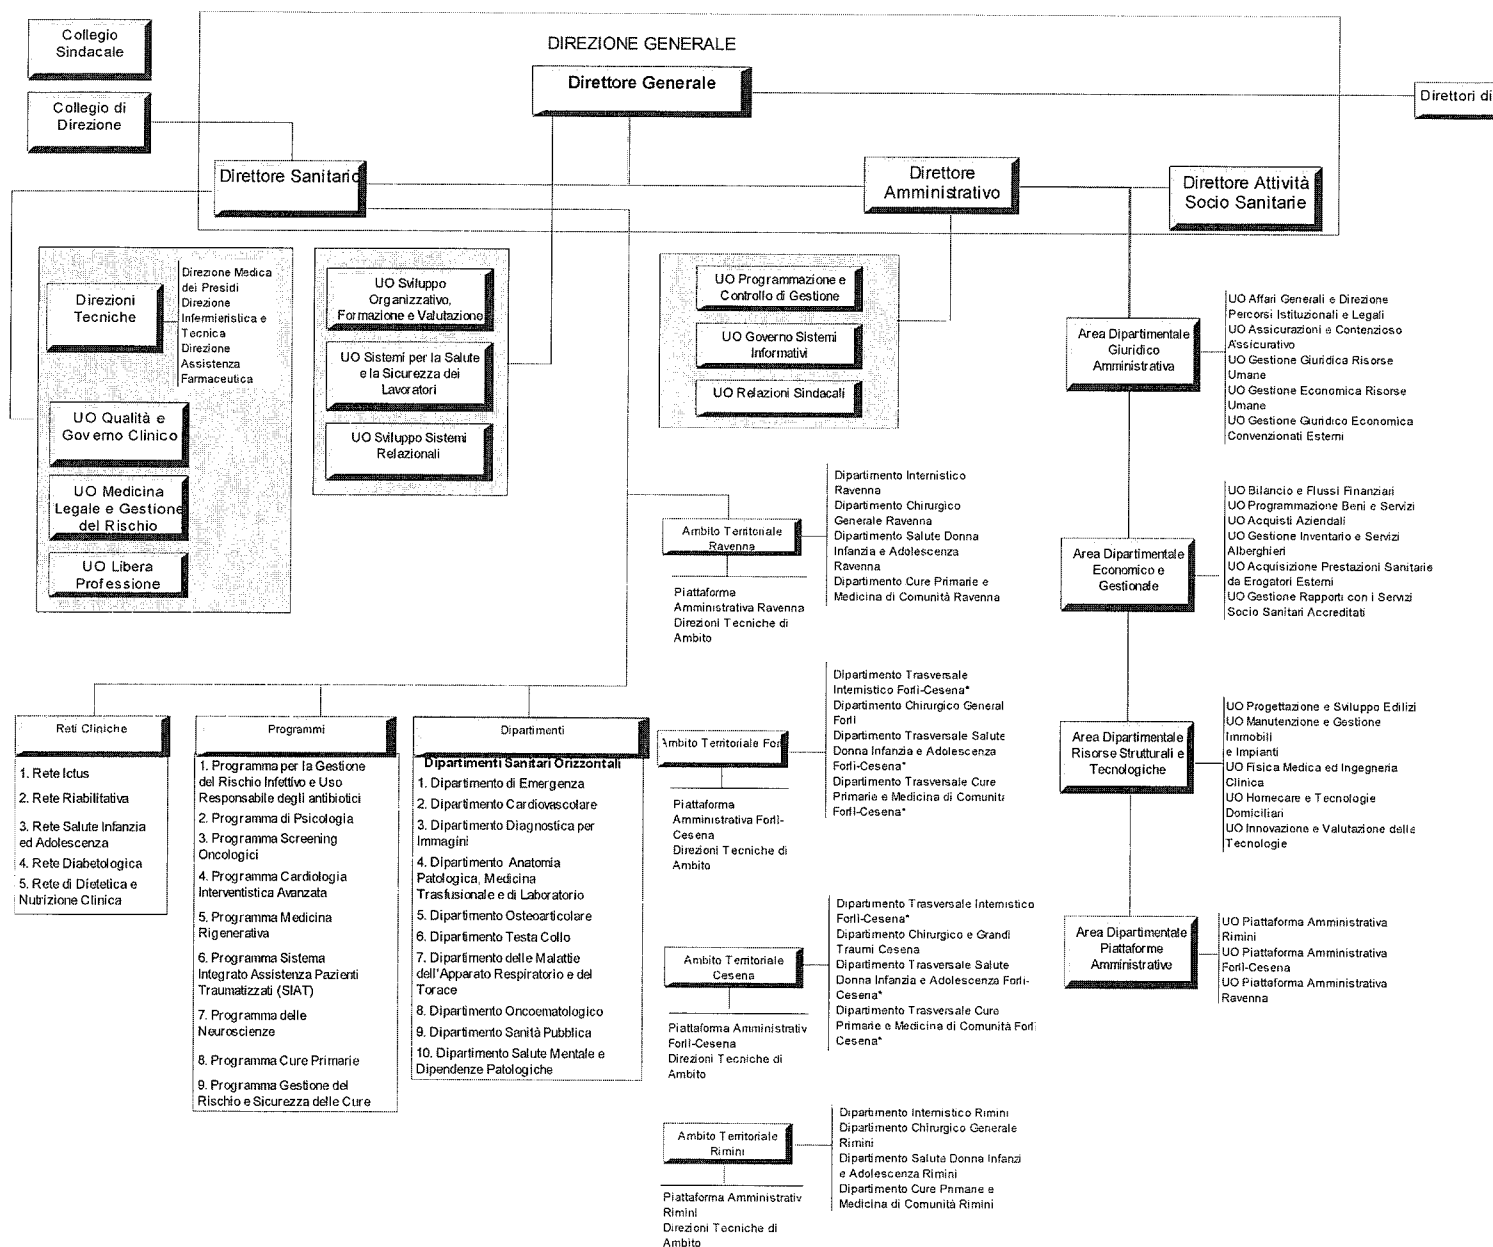 Collegio
Sindacale
DIREZIONE GENERALE
Direttore Generale
Collegio di
Direzione
Direttori di
Direttore Sanitario
Direttore
Amministrativo
Direttore Attività
Socio Sanitarie
Direzioni
Tecniche
Direzione Medica
dei Presidi
Direzione
Infermieristica e
Tecnica
Direzione
Assistenza
Farmaceutica
UO Qualità e
Governo Clinico
UO Medicina
Legale e Gestione
del Rischio
UO Libera
Professione
UO Sviluppo
Organizzativo,
Formazione e Valutazione
UO Sistemi per la Salute
e la Sicurezza dei
Lavoratori
UO Sviluppo Sistemi
Relazionali
UO Programmazione e
Controllo di Gestione
UO Governo Sistemi
Informativi
UO Relazioni Sindacali
Area Dipartimentale
Giuridico
Amministrativa
UO Affari Generali e Direzione
Percorsi Istituzionali e Legali
UO Assicurazioni e Contenzioso
Assicurativo
UO Gestione Giuridica Risorse
Umane
UO Gestione Economica Risorse
Umane
UO Gestione Giuridico Economica
Convenzionati Esterni
Area Dipartimentale
Economico e
Gestionale
UO Bilancio e Flussi Finanziari
UO Programmazione Beni e Servizi
UO Acquisti Aziendali
UO Gestione Inventario e Servizi
Alberghieri
UO Acquisizione Prestazioni Sanitarie
da Erogatori Esterni
UO Gestione Rapporti con i Servizi
Socio Sanitari Accreditati
Area Dipartimentale
Risorse Strutturali e
Tecnologiche
UO Progettazione e Sviluppo Edilizi
UO Manutenzione e Gestione
Immobili
e Impianti
UO Fisica Medica ed Ingegneria
Clinica
UO Homecare e Tecnologie
Domiciliari
UO Innovazione e Valutazione delle
Tecnologie
Area Dipartimentale
Piattaforme
Amministrative
UO Piattaforma Amministrativa
Rimini
UO Piattaforma Amministrativa
Forlì-Cesena
UO Piattaforma Amministrativa
Ravenna
Ambito Territoriale
Ravenna
Dipartimento Internistico
Ravenna
Dipartimento Chirurgico
Generale Ravenna
Dipartimento Salute Donna
Infanzia e Adolescenza
Ravenna
Dipartimento Cure Primarie e
Medicina di Comunità Ravenna
Piattaforma
Amministrativa Ravenna
Direzioni Tecniche di
Ambito
Ambito Territoriale Forl
Dipartimento Trasversale
Internistico Forlì-Cesena*
Dipartimento Chirurgico General
Forlì
Dipartimento Trasversale Salute
Donna Infanzia e Adolescenza
Forlì-Cesena*
Dipartimento Trasversale Cure
Primarie e Medicina di Comunità
Forlì-Cesena*
Piattaforma
Amministrativa Forlì-
Cesena
Direzioni Tecniche di
Ambito
Ambito Territoriale
Cesena
Dipartimento Trasversale Internistico
Forlì-Cesena*
Dipartimento Chirurgico e Grandi
Traumi Cesena
Dipartimento Trasversale Salute
Donna Infanzia e Adolescenza Forlì-
Cesena*
Dipartimento Trasversale Cure
Primarie e Medicina di Comunità Forlì
Cesena*
Piattaforma Amministrativ
Forlì-Cesena
Direzioni Tecniche di
Ambito
Ambito Territoriale
Rimini
Dipartimento Internistico Rimini
Dipartimento Chirurgico Generale
Rimini
Dipartimento Salute Donna Infanzi
e Adolescenza Rimini
Dipartimento Cure Primarie e
Medicina di Comunità Rimini
Piattaforma Amministrativ
Rimini
Direzioni Tecniche di
Ambito
Reti Cliniche
1. Rete Ictus
2. Rete Riabilitativa
3. Rete Salute Infanzia
ed Adolescenza
4. Rete Diabetologica
5. Rete di Dietetica e
Nutrizione Clinica
Programmi
1. Programma per la Gestione
del Rischio Infettivo e Uso
Responsabile degli antibiotici
2. Programma di Psicologia
3. Programma Screening
Oncologici
4. Programma Cardiologia
Interventistica Avanzata
5. Programma Medicina
Rigenerativa
6. Programma Sistema
Integrato Assistenza Pazienti
Traumatizzati (SIAT)
7. Programma delle
Neuroscienze
8. Programma Cure Primarie
9. Programma Gestione del
Rischio e Sicurezza delle Cure
Dipartimenti
Dipartimenti Sanitari Orizzontali
1. Dipartimento di Emergenza
2. Dipartimento Cardiovascolare
3. Dipartimento Diagnostica per
Immagini
4. Dipartimento Anatomia
Patologica, Medicina
Trasfusionale e di Laboratorio
5. Dipartimento Osteoarticolare
6. Dipartimento Testa Collo
7. Dipartimento delle Malattie
dell'Apparato Respiratorio e del
Torace
8. Dipartimento Oncoematologico
9. Dipartimento Sanità Pubblica
10. Dipartimento Salute Mentale e
Dipendenze Patologiche